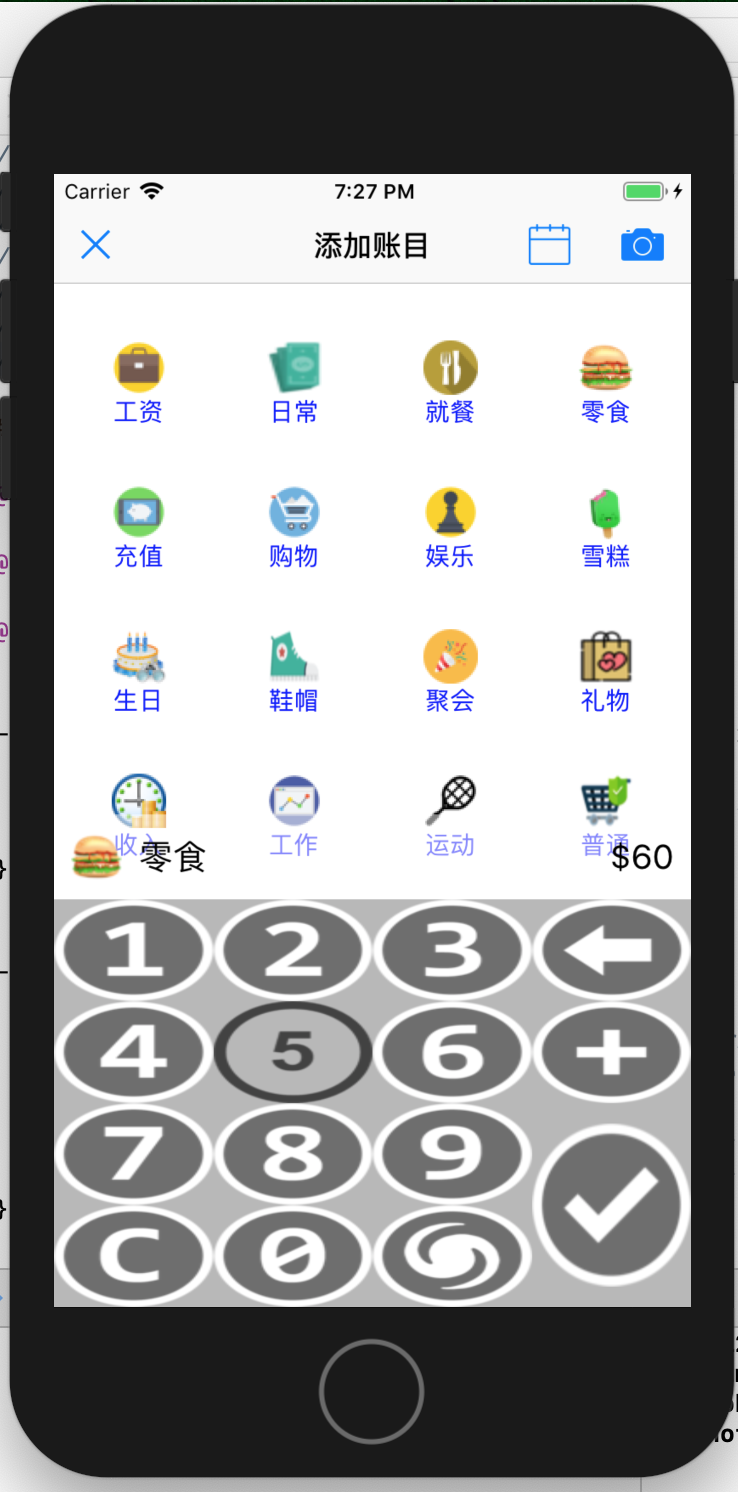 Carrier 7:27 PM
添加账目
工资 日常 就餐 零食
充值 购物 娱乐 雪糕
生日 鞋帽 聚会 礼物
收入 工作 运动 普通
零食 $60
1 2 3
4 5 6 +
7 8 9
C 0